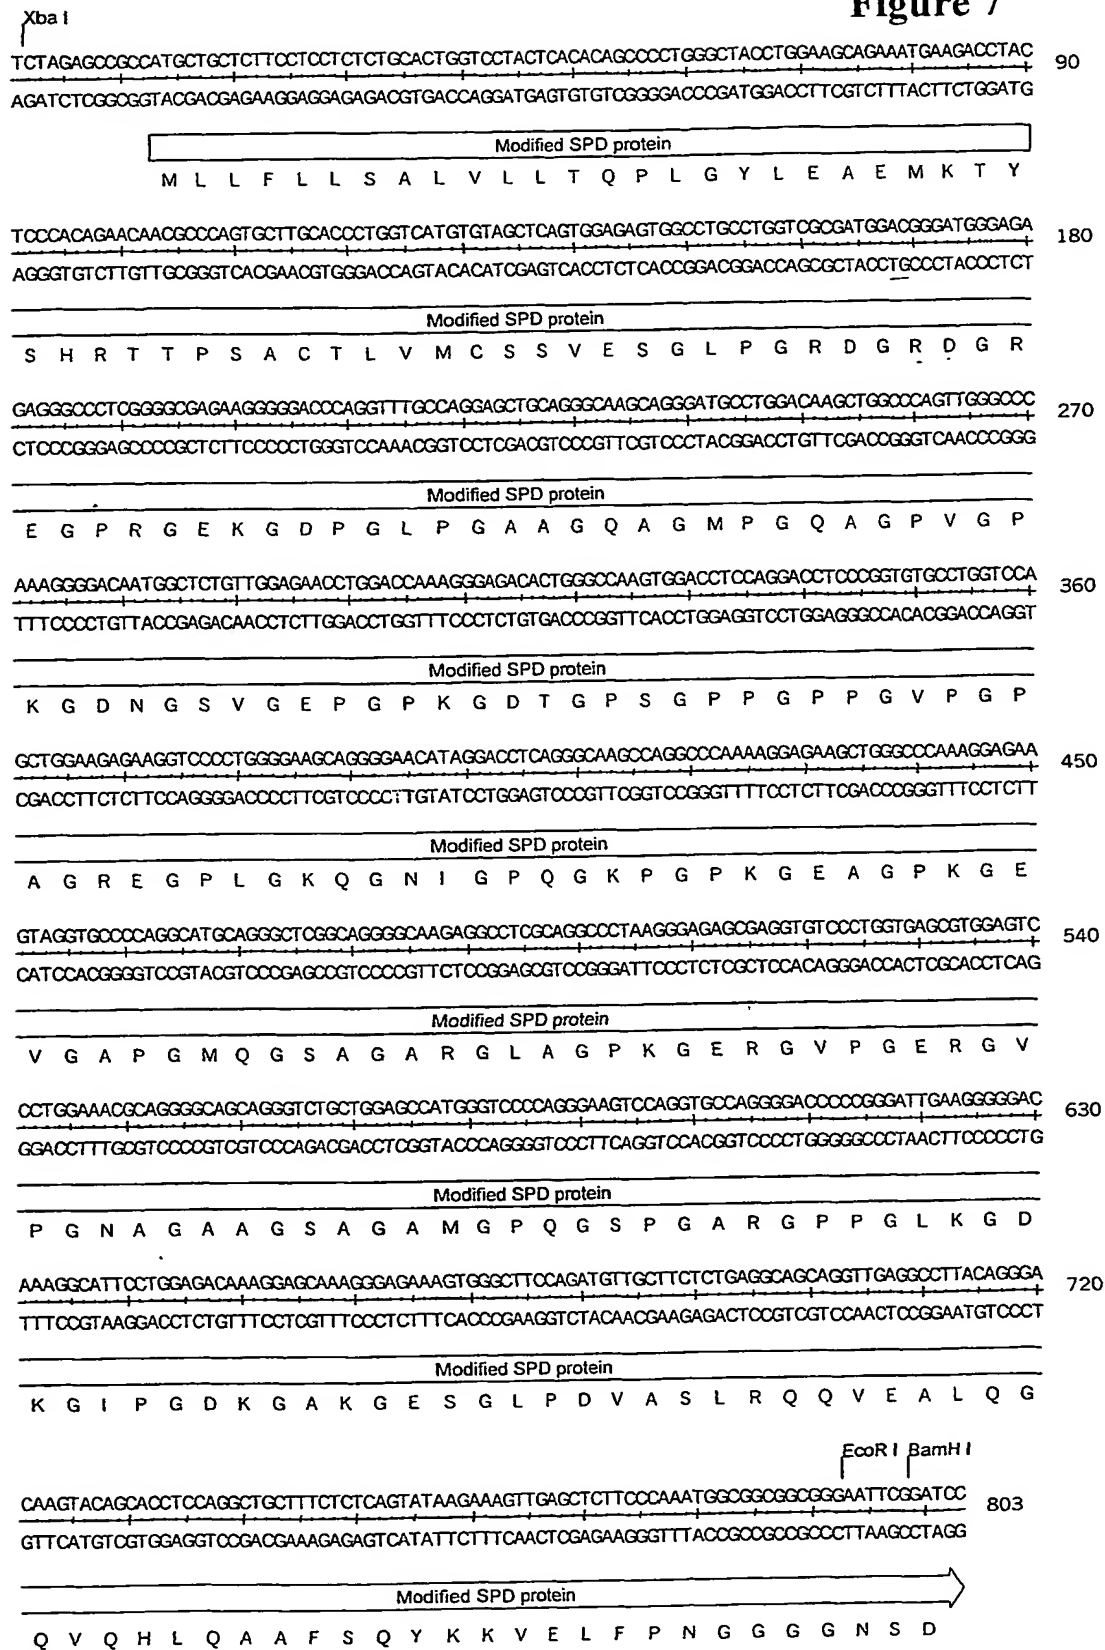 Figure 7
Xba I
TCTAGAGCCGCCATGCTGCTCTTCCTCCTCTCTGCACTGGTCCTACTCACACAGCCCCTGGGCTACCTGGAAGCAGAAATGAAGACCTAC 90
AGATCTCGGCGGTACGACGAGAAGGAGGAGAGACGTGACCAGGATGAGTGTGTCGGGGACCCGATGGACCTTCGTCTTTACTTCTGGATG
Modified SPD protein
M L L F L L S A L V L L T Q P L G Y L E A E M K T Y
TCCCACAGAACAACGCCCAGTGCTTGCACCCTGGTCATGTGTAGCTCAGTGGAGAGTGGCCTGCCTGGTCGCGATGGACGGGATGGGAGA 180
AGGGTGTCTTGTTGCGGGTCACGAACGTGGGACCAGTACACATCGAGTCACCTCTCACCGGACGGACCAGCGCTACCTGCCCTACCCTCT
Modified SPD protein
S H R T T P S A C T L V M C S S V E S G L P G R D G R D G R
GAGGGCCCTCGGGGCGAGAAGGGGGACCCAGGTTTGCCAGGAGCTGCAGGGCAAGCAGGGATGCCTGGACAAGCTGGCCCAGTTGGGCCC 270
CTCCCGGGAGCCCCGCTCTTCCCCCTGGGTCCAAACGGTCCTCGACGTCCCGTTCGTCCCTACGGACCTGTTCGACCGGGTCAACCCGGG
Modified SPD protein
E G P R G E K G D P G L P G A A G Q A G M P G Q A G P V G P
AAAGGGGACAATGGCTCTGTTGGAGAACCTGGACCAAAGGGAGACACTGGGCCAAGTGGACCTCCAGGACCTCCCGGTGTGCCTGGTCCA 360
TTTCCCCTGTTACCGAGACAACCTCTTGGACCTGGTTTCCCTCTGTGACCCGGTTCACCTGGAGGTCCTGGAGGGCCACACGGACCAGGT
Modified SPD protein
K G D N G S V G E P G P K G D T G P S G P P G P P G V P G P
GCTGGAAGAGAAGGTCCCCTGGGGAAGCAGGGGAACATAGGACCTCAGGGCAAGCCAGGCCCAAAAGGAGAAGCTGGGCCCAAAGGAGAA 450
CGACCTTCTCTTCCAGGGGACCCCTTCGTCCCCTTGTATCCTGGAGTCCCGTTCGGTCCGGGTTTTCCTCTTCGACCCGGGTTTCCTCTT
Modified SPD protein
A G R E G P L G K Q G N I G P Q G K P G P K G E A G P K G E
GTAGGTGCCCCAGGCATGCAGGGCTCGGCAGGGGCAAGAGGCCTCGCAGGCCCTAAGGGAGAGCGAGGTGTCCCTGGTGAGCGTGGAGTC 540
CATCCACGGGGTCCGTACGTCCCGAGCCGTCCCCGTTCTCCGGAGCGTCCGGGATTCCCTCTCGCTCCACAGGGACCACTCGCACCTCAG
Modified SPD protein
V G A P G M Q G S A G A R G L A G P K G E R G V P G E R G V
CCTGGAAACGCAGGGGCAGCAGGGTCTGCTGGAGCCATGGGTCCCCAGGGAAGTCCAGGTGCCAGGGGACCCCCGGGATTGAAGGGGGAC 630
GGACCTTTGCGTCCCCGTCGTCCCAGACGACCTCGGTACCCAGGGGTCCCTTCAGGTCCACGGTCCCCTGGGGGCCCTAACTTCCCCCTG
Modified SPD protein
P G N A G A A G S A G A M G P Q G S P G A R G P P G L K G D
AAAGGCATTCCTGGAGACAAAGGAGCAAAGGGAGAAAGTGGGCTTCCAGATGTTGCTTCTCTGAGGCAGCAGGTTGAGGCCTTACAGGGA 720
TTTCCGTAAGGACCTCTGTTTCCTCGTTTCCCTCTTTCACCCGAAGGTCTACAACGAAGAGACTCCGTCGTCCAACTCCGGAATGTCCCT
Modified SPD protein
K G I P G D K G A K G E S G L P D V A S L R Q Q V E A L Q G
EcoR I BamH I
CAAGTACAGCACCTCCAGGCTGCTTTCTCTCAGTATAAGAAAGTTGAGCTCTTCCCAAATGGCGGCGGCGGGAATTCGGATCC 803
GTTCATGTCGTGGAGGTCCGACGAAAGAGAGTCATATTCTTTCAACTCGAGAAGGGTTTACCGCCGCCGCCCTTAAGCCTAGG
Modified SPD protein
Q V Q H L Q A A F S Q Y K K V E L F P N G G G G N S D